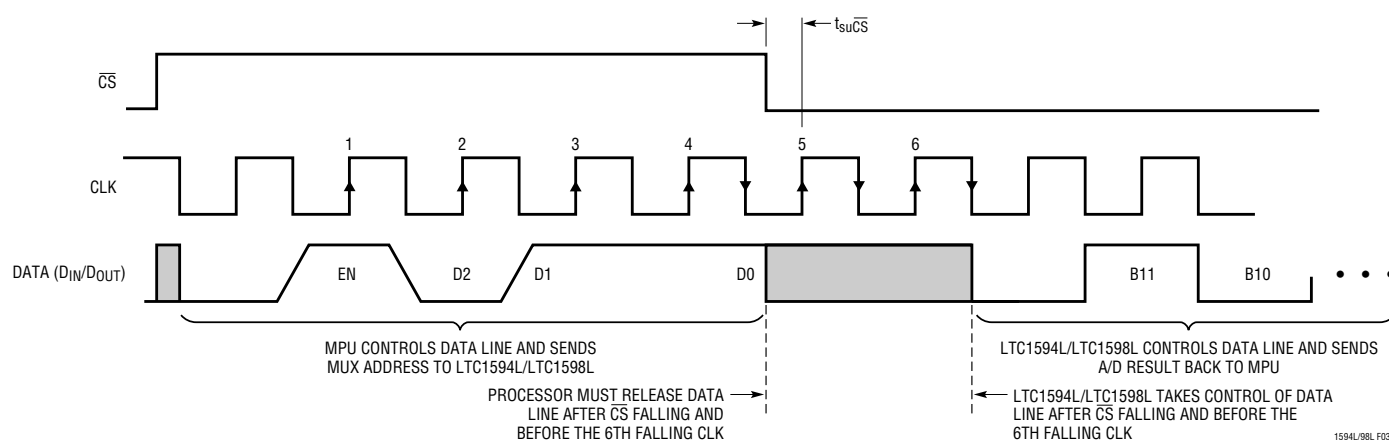 tsuCS
CS
1 2 3 4 5 6
CLK
DATA (DIN/DOUT) EN D2 D1 D0 B11 B10 • • •
MPU CONTROLS DATA LINE AND SENDS
MUX ADDRESS TO LTC1594L/LTC1598L
LTC1594L/LTC1598L CONTROLS DATA LINE AND SENDS
A/D RESULT BACK TO MPU
PROCESSOR MUST RELEASE DATA
LINE AFTER CS FALLING AND
BEFORE THE 6TH FALLING CLK
LTC1594L/LTC1598L TAKES CONTROL OF DATA
LINE AFTER CS FALLING AND BEFORE THE
6TH FALLING CLK
1594L/98L F03